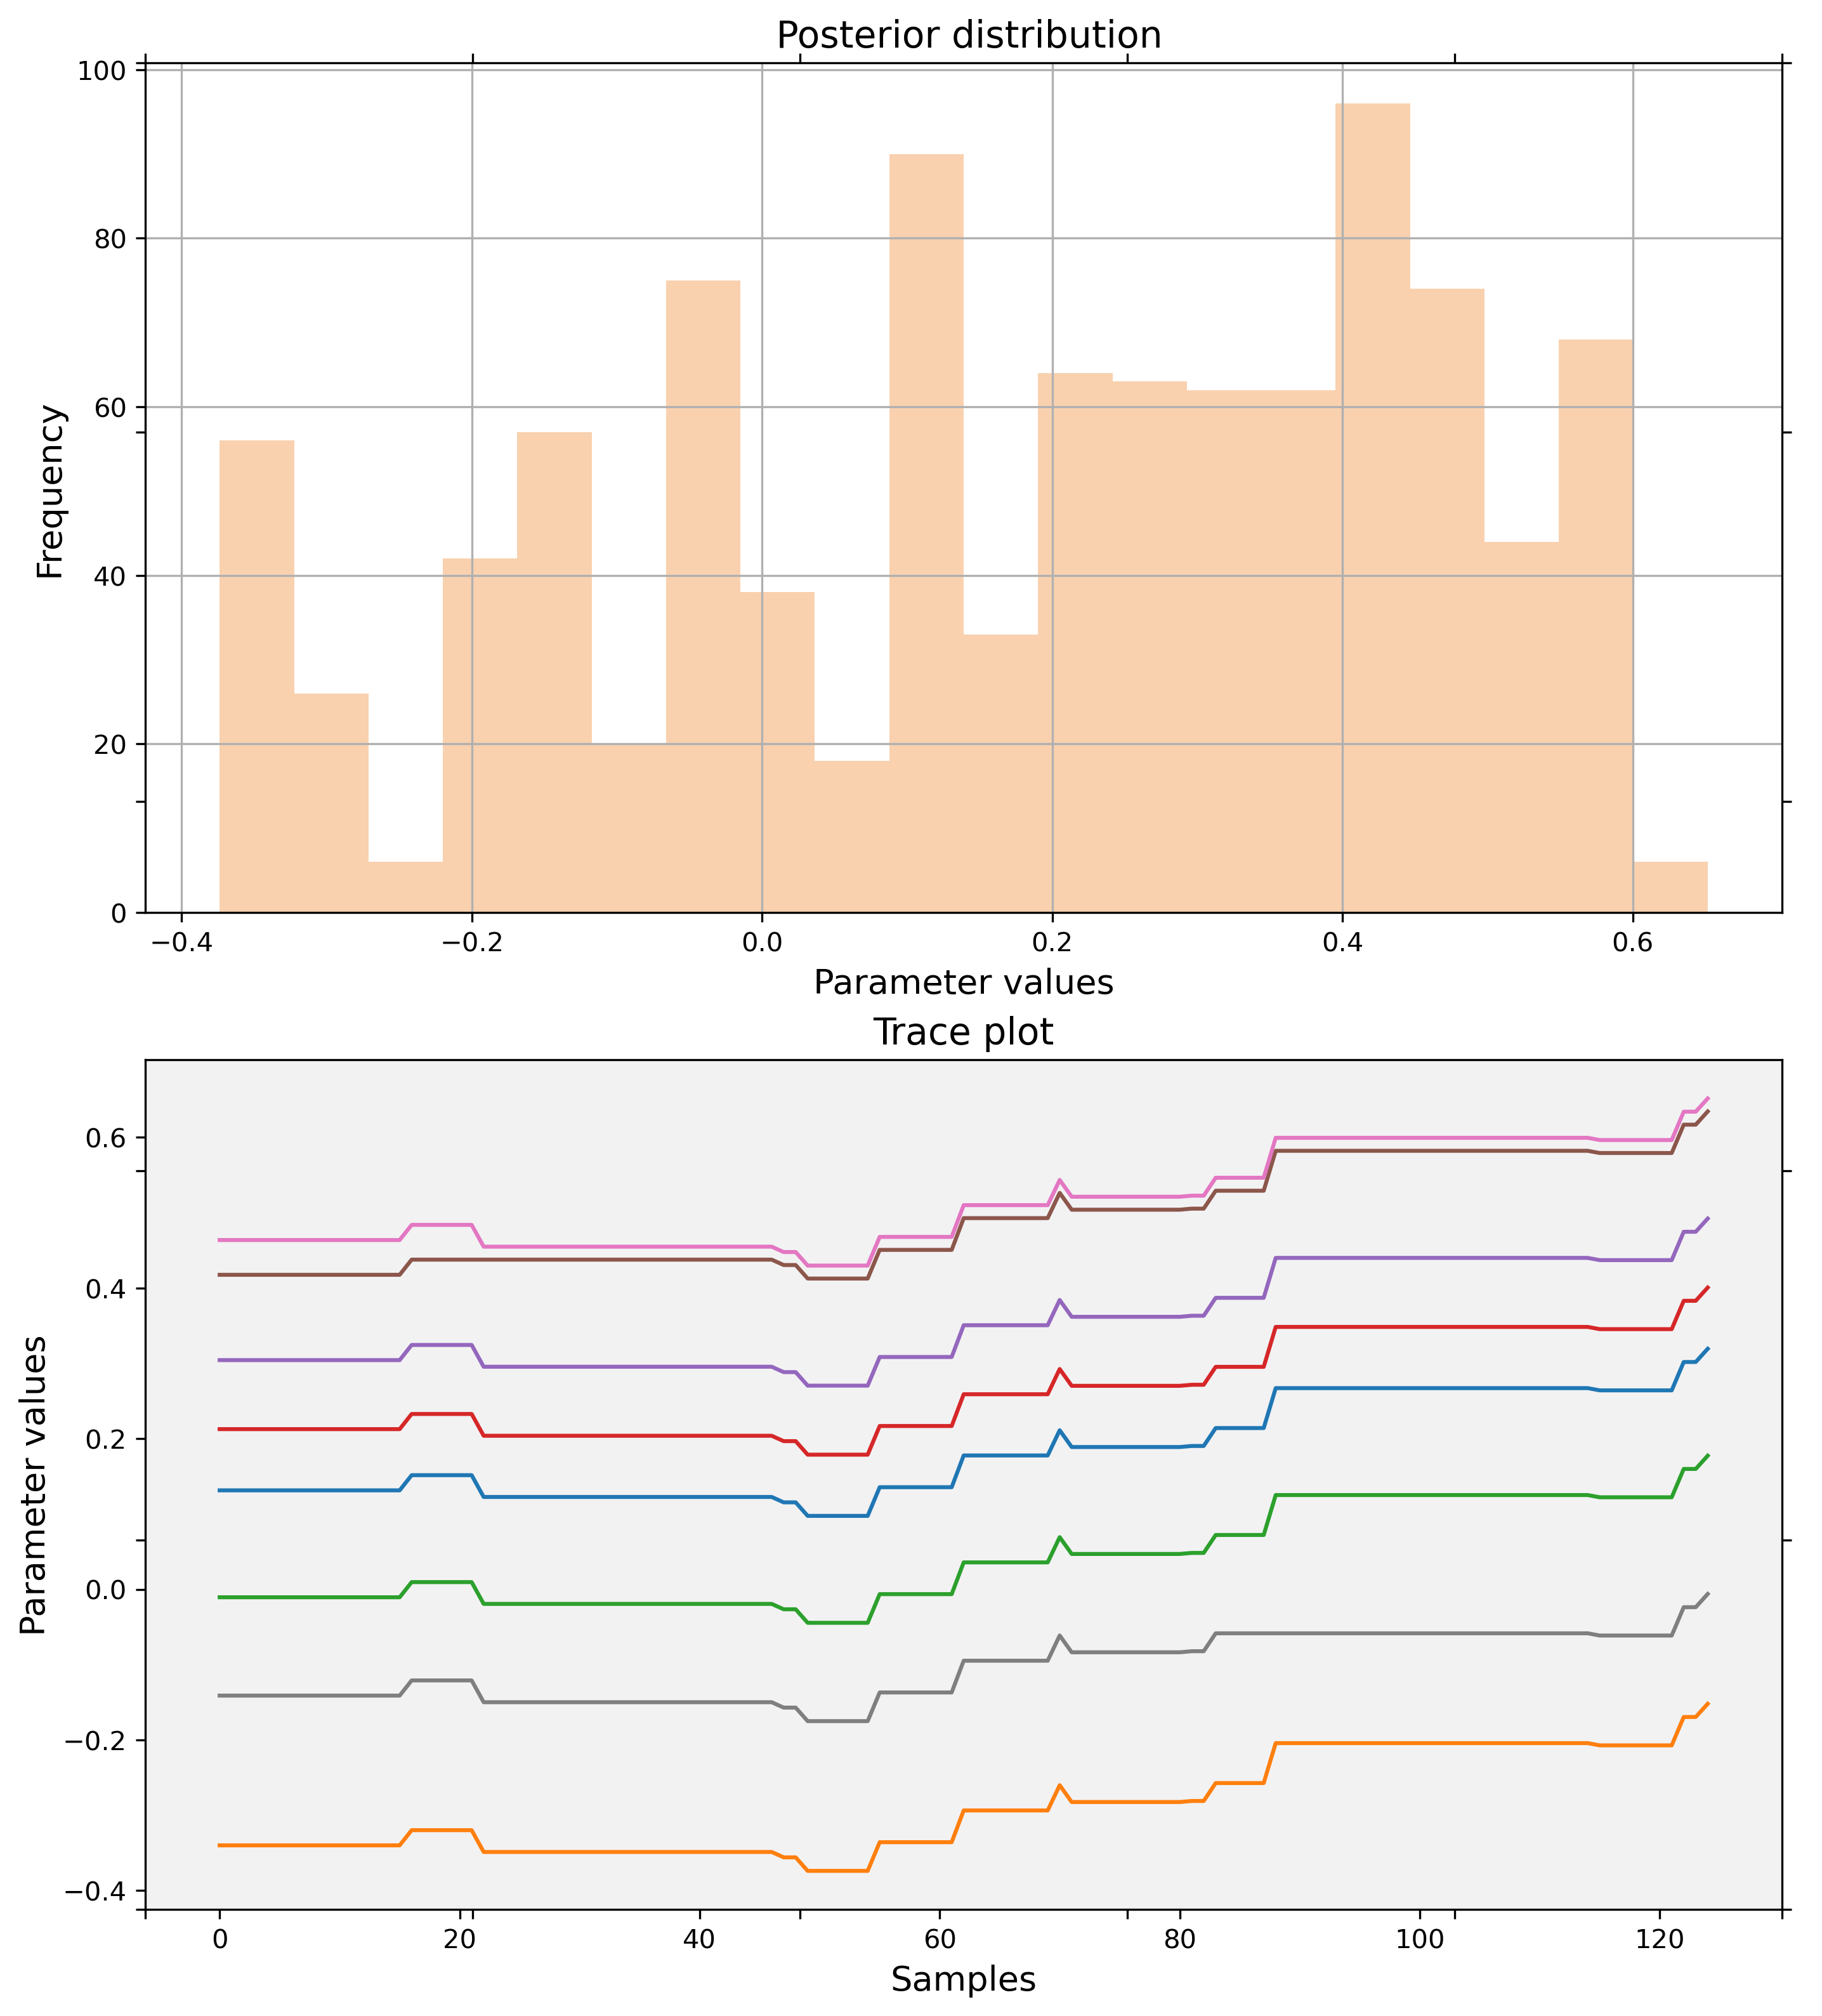 Posterior distribution
100
80
60
40
20
0
Frequency
−0.4 −0.2 0.0 0.2 0.4 0.6
Parameter values
Trace plot
0.6
0.4
0.2
0.0
−0.2
−0.4
Parameter values
0 20 40 60 80 100 120
Samples